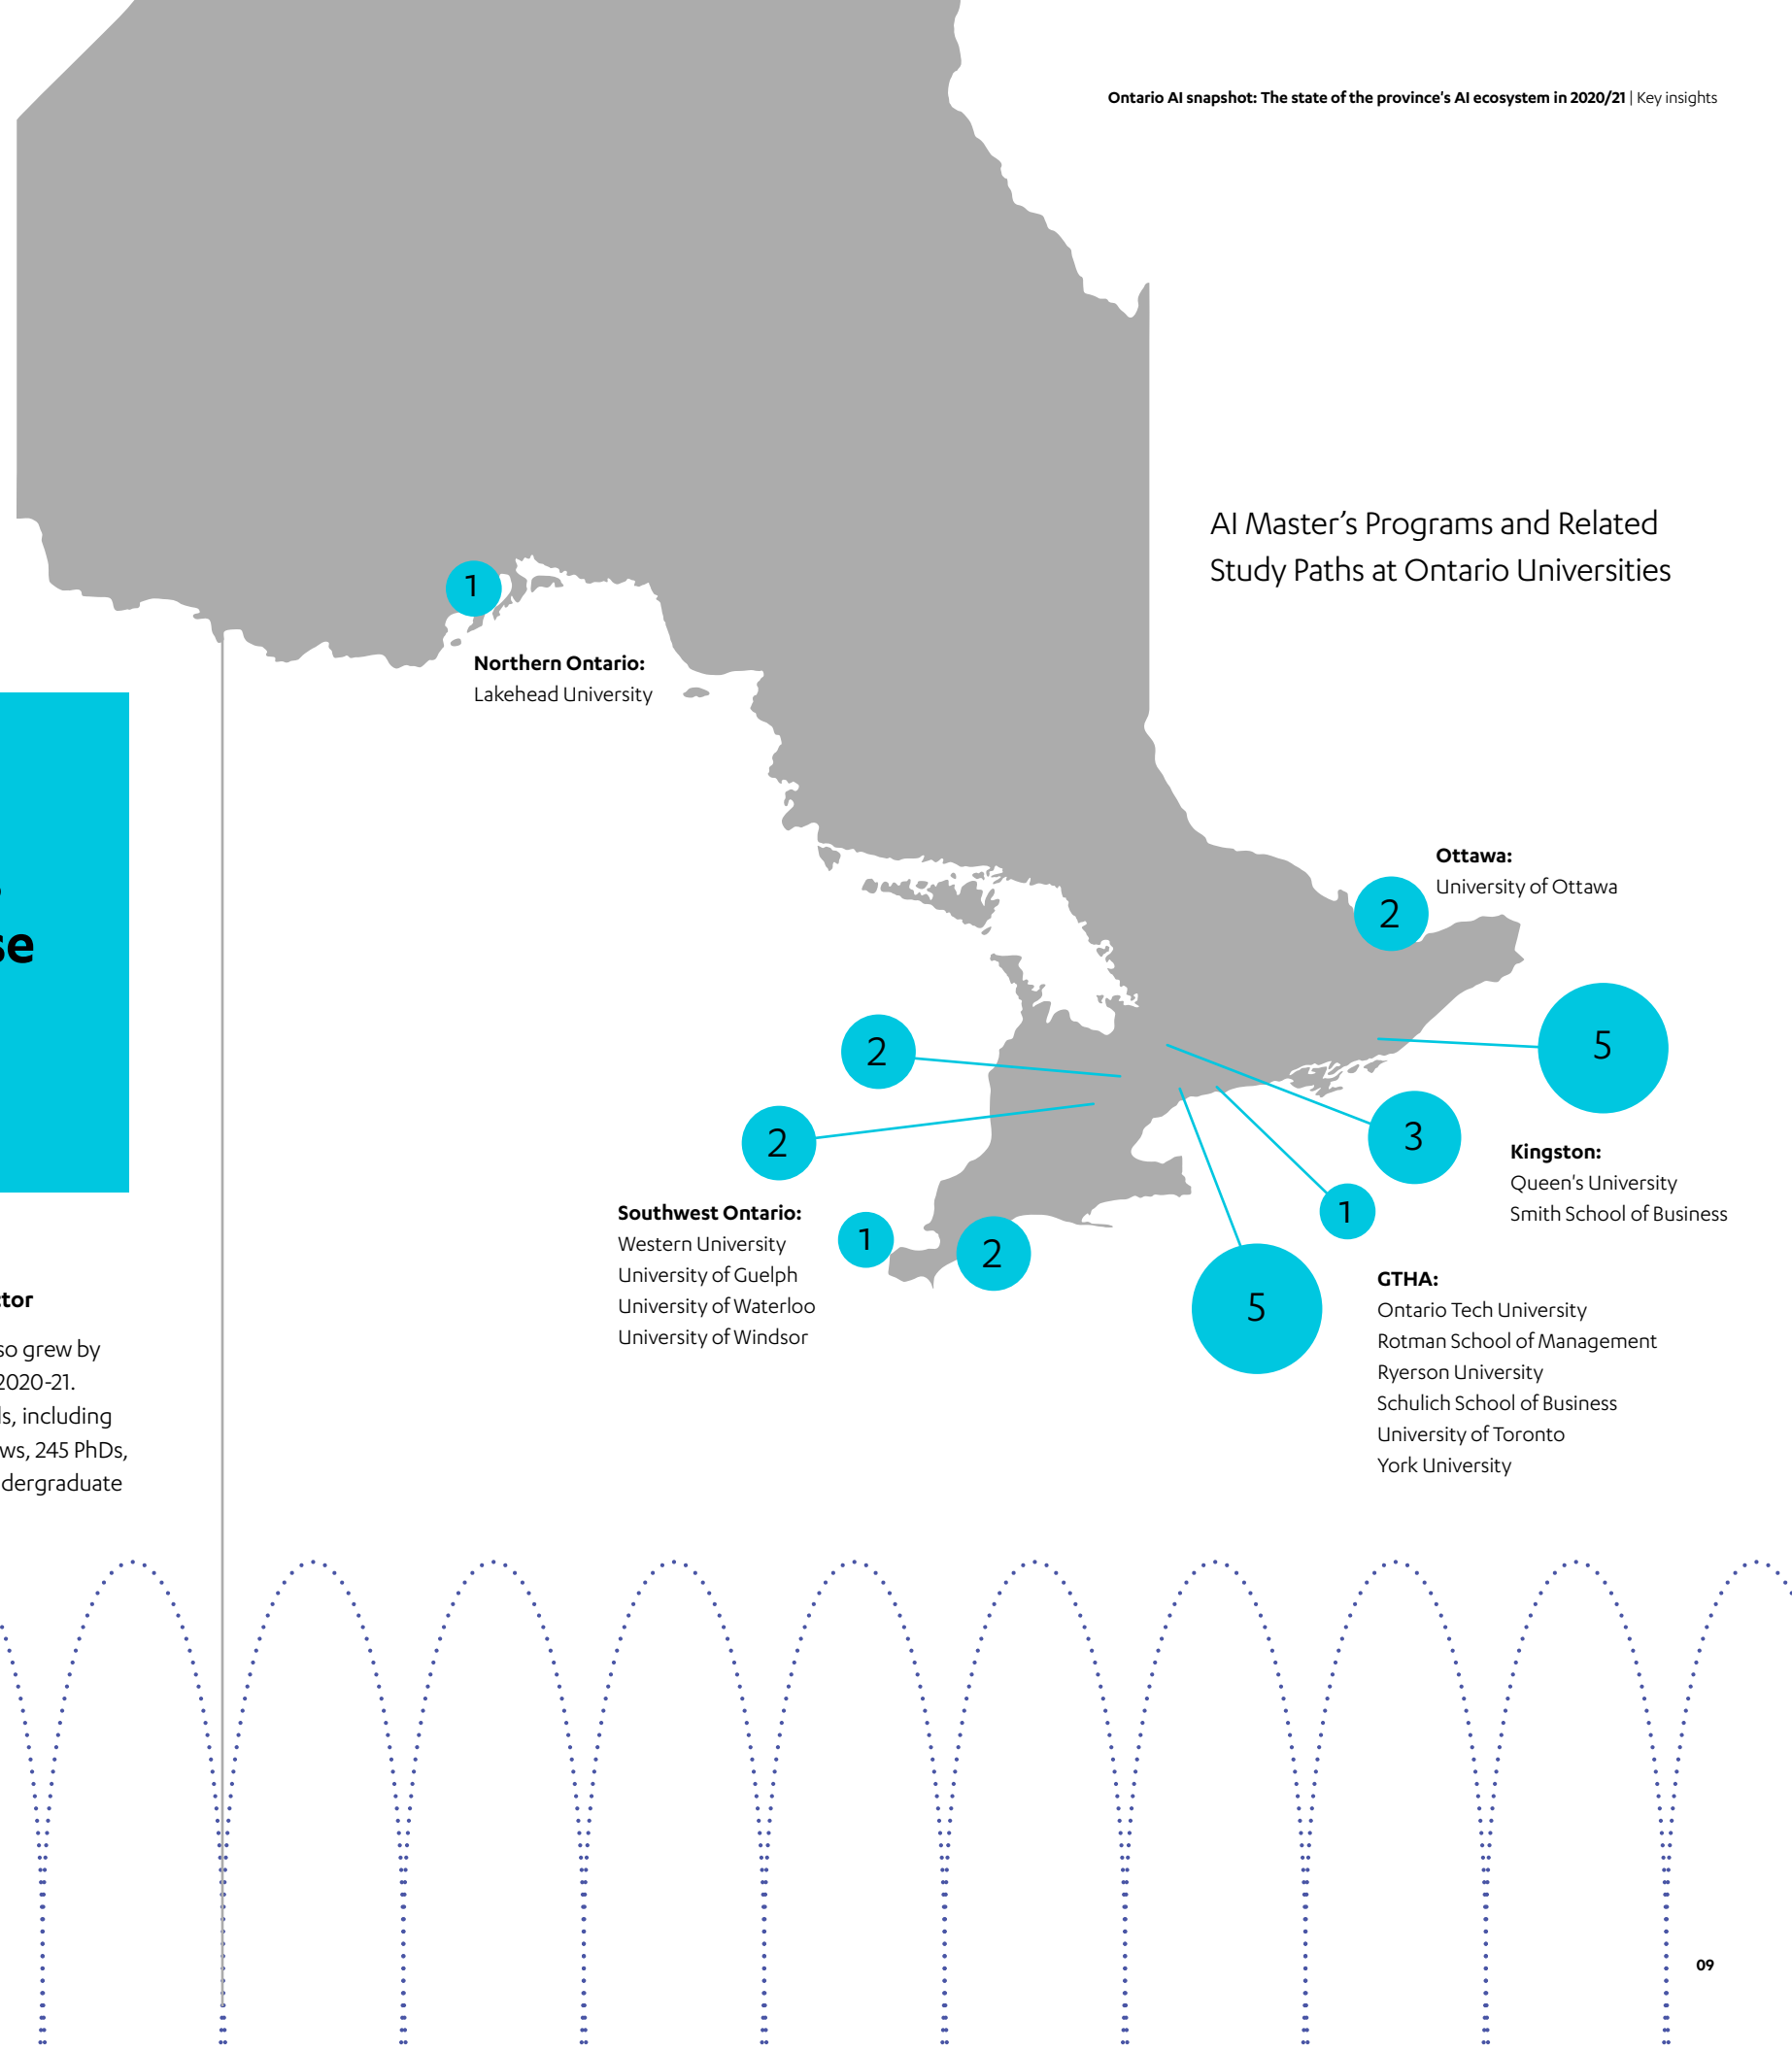 Ontario AI snapshot: The state of the province's AI ecosystem in 2020/21 | Key insights
AI Master's Programs and Related
Study Paths at Ontario Universities
1
Northern Ontario:
Lakehead University
se
tor
so grew by
2020-21.
ls, including
ws, 245 PhDs,
dergraduate
Ottawa:
University of Ottawa
2
5
Kingston:
Queen's University
Smith School of Business
2
2
3
1
5
Southwest Ontario:
Western University
University of Guelph
University of Waterloo
University of Windsor
1
2
GTHA:
Ontario Tech University
Rotman School of Management
Ryerson University
Schulich School of Business
University of Toronto
York University
09